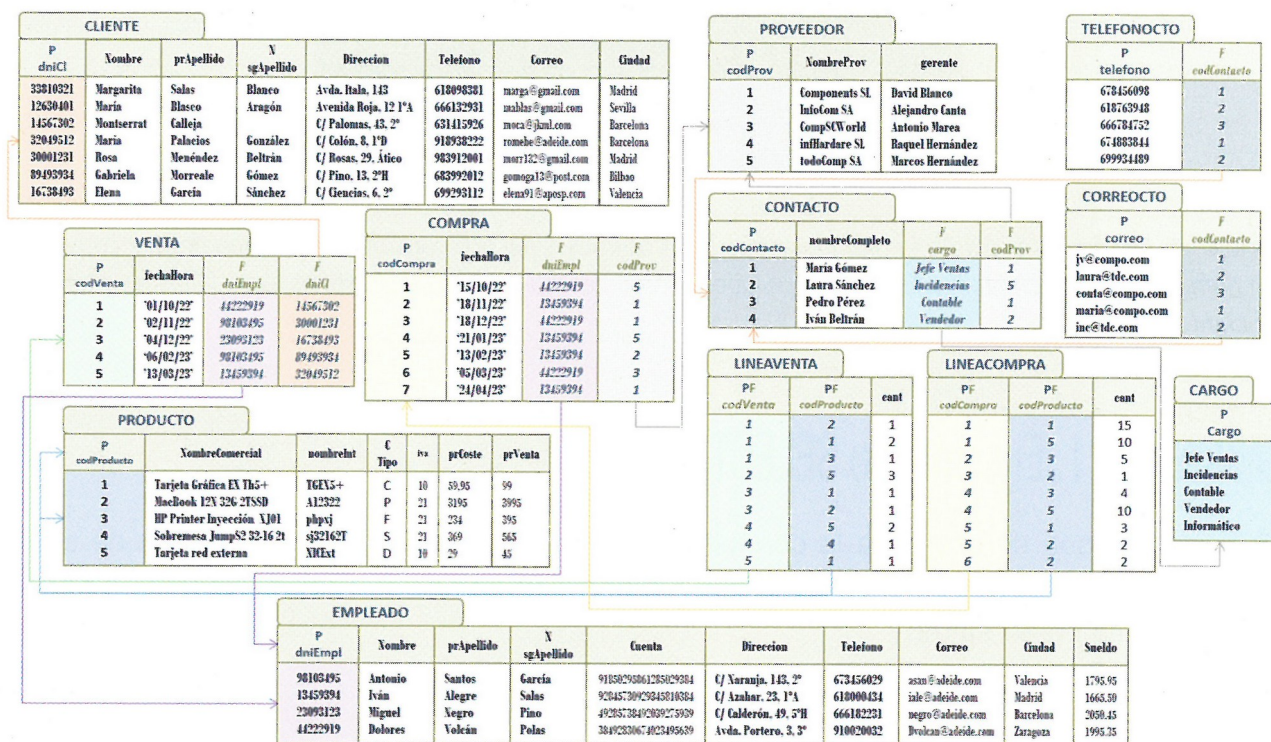 CLIENTE
P dniCl Nombre prApellido N sgApellido Direccion Telefono Correo Ciudad
33810321 Margarita Salas Blanco Avda. Itala, 143 618098381 marga@gmail.com Madrid
12630401 María Blasco Aragón Avenida Roja, 12 1ºA 666132931 mablas@gmail.com Sevilla
14567302 Montserrat Calleja C/ Palomas, 43, 2º 631415926 moca@jkml.com Barcelona
32049512 María Palacios González C/ Colón, 8, 1ºD 918938222 romehe@adeide.com Barcelona
30001231 Rosa Menéndez Beltrán C/ Rosas, 29, Ático 983912001 morr132@gmail.com Madrid
89493934 Gabriela Morreale Gómez C/ Pino, 13, 2ºH 683992012 gomoga13@post.com Bilbao
16738493 Elena García Sánchez C/ Ciencias, 6, 2º 699293112 elena91@aposp.com Valencia
PROVEEDOR
P codProv NombreProv gerente
1 Components SL David Blanco
2 InfoCom SA Alejandro Canta
3 CompSCWorld Antonio Marea
4 infHardare SL Raquel Hernández
5 todoComp SA Marcos Hernández
TELEFONOCTO
P telefono F codContacto
678456098 1
618763948 2
666784752 3
674883844 1
699934489 2
VENTA
P codVenta fechaHora F dniEmpl F dniCl
1 '01/10/22' 44222919 14567302
2 '02/11/22' 98103495 30001231
3 '04/12/22' 23093123 16738493
4 '06/02/23' 98103495 89493934
5 '13/03/23' 13459394 32049512
COMPRA
P codCompra fechaHora F dniEmpl F codProv
1 '15/10/22' 44222919 5
2 '18/11/22' 13459394 1
3 '18/12/22' 44222919 1
4 '21/01/23' 13459394 5
5 '13/02/23' 13459394 2
6 '05/03/23' 44222919 3
7 '24/04/23' 13459394 1
CONTACTO
P codContacto nombreCompleto F cargo F codProv
1 María Gómez Jefe Ventas 1
2 Laura Sánchez Incidencias 5
3 Pedro Pérez Contable 1
4 Iván Beltrán Vendedor 2
CORREOCTO
P correo F codContacto
jv@compo.com 1
laura@tdc.com 2
conta@compo.com 3
maria@compo.com 1
inc@tdc.com 2
PRODUCTO
P codProducto NombreComercial nombreInt C Tipo iva prCoste prVenta
1 Tarjeta Gráfica EX Th5+ TGEX5+ C 10 59,95 99
2 MacBook 12X 32G 2TSSD A12322 P 21 3195 3995
3 HP Printer Inyección XJ01 phpxj F 21 234 395
4 Sobremesa JumpS2 32-16 2t sj32162T S 21 369 565
5 Tarjeta red externa XICExt D 10 29 45
LINEAVENTA
PF codVenta PF codProducto cant
1 2 1
1 1 2
1 3 1
2 5 3
3 1 1
3 2 1
4 5 2
4 4 1
5 1 1
LINEACOMPRA
PF codCompra PF codProducto cant
1 1 15
1 5 10
2 3 5
3 2 1
4 3 4
4 5 10
5 1 3
5 2 2
6 2 2
CARGO
P Cargo
Jefe Ventas
Incidencias
Contable
Vendedor
Informático
EMPLEADO
P dniEmpl Nombre prApellido N sgApellido Cuenta Direccion Telefono Correo Ciudad Sueldo
98103495 Antonio Santos García 91850295861285029384 C/ Naranja, 143, 2º 673456029 asan@adeide.com Valencia 1795.95
13459394 Iván Alegre Salas 92845730929345810384 C/ Azahar, 23, 1ºA 618000434 iale@adeide.com Madrid 1665.50
23093123 Miguel Negro Pino 49285738492039275939 C/ Calderón, 49, 5ºH 666182231 negro@adeide.com Barcelona 2050.45
44222919 Dolores Volcán Polas 38492830674023495639 Avda. Portero, 3, 3º 910020032 Dvolcan@adeide.com Zaragoza 1995.35